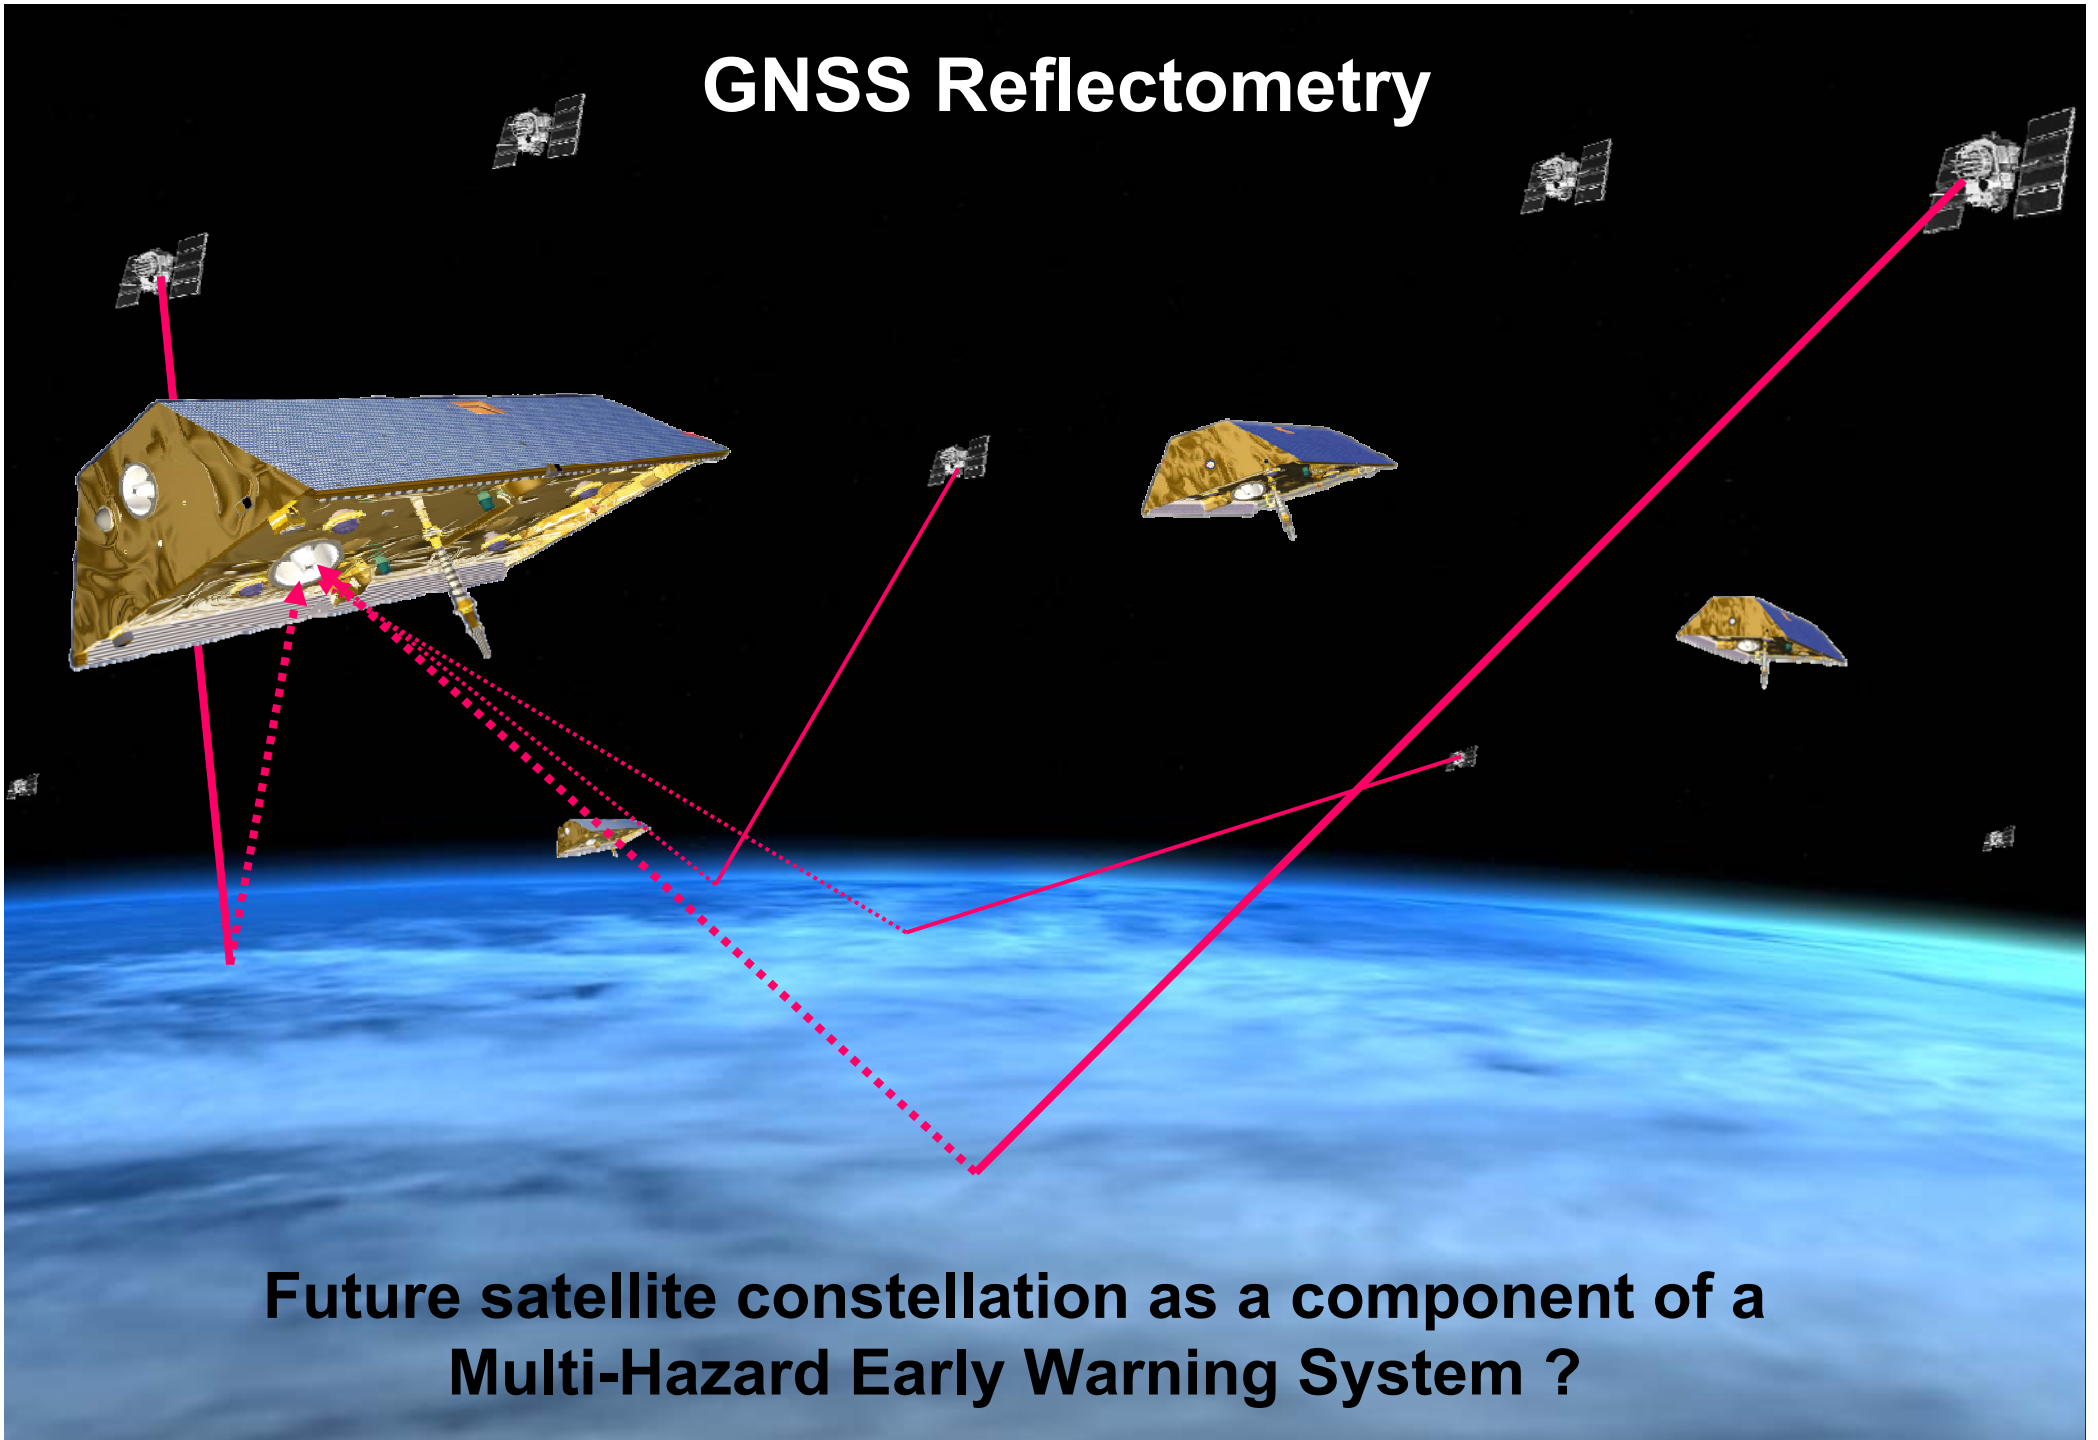 GNSS Reflectometry
Future satellite constellation as a component of a
Multi-Hazard Early Warning System ?